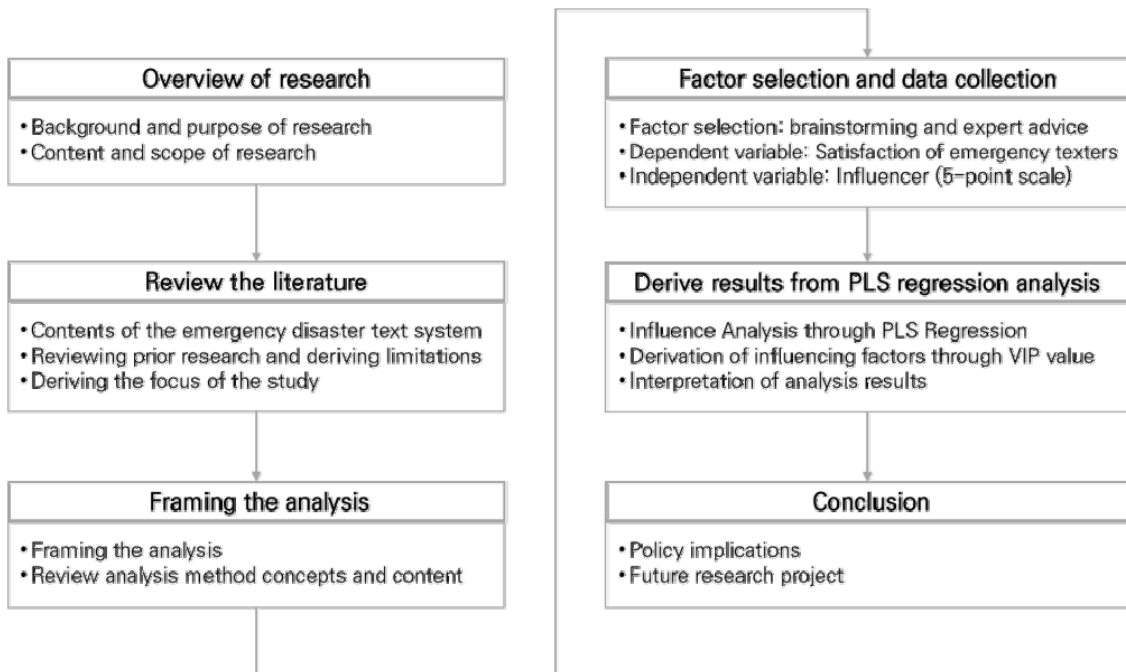 Overview of research
• Background and purpose of research
• Content and scope of research
Review the literature
• Contents of the emergency disaster text system
• Reviewing prior research and deriving limitations
• Deriving the focus of the study
Framing the analysis
• Framing the analysis
• Review analysis method concepts and content
Factor selection and data collection
• Factor selection: brainstorming and expert advice
• Dependent variable: Satisfaction of emergency texters
• Independent variable: Influencer (5-point scale)
Derive results from PLS regression analysis
• Influence Analysis through PLS Regression
• Derivation of influencing factors through VIP value
• Interpretation of analysis results
Conclusion
• Policy implications
• Future research project